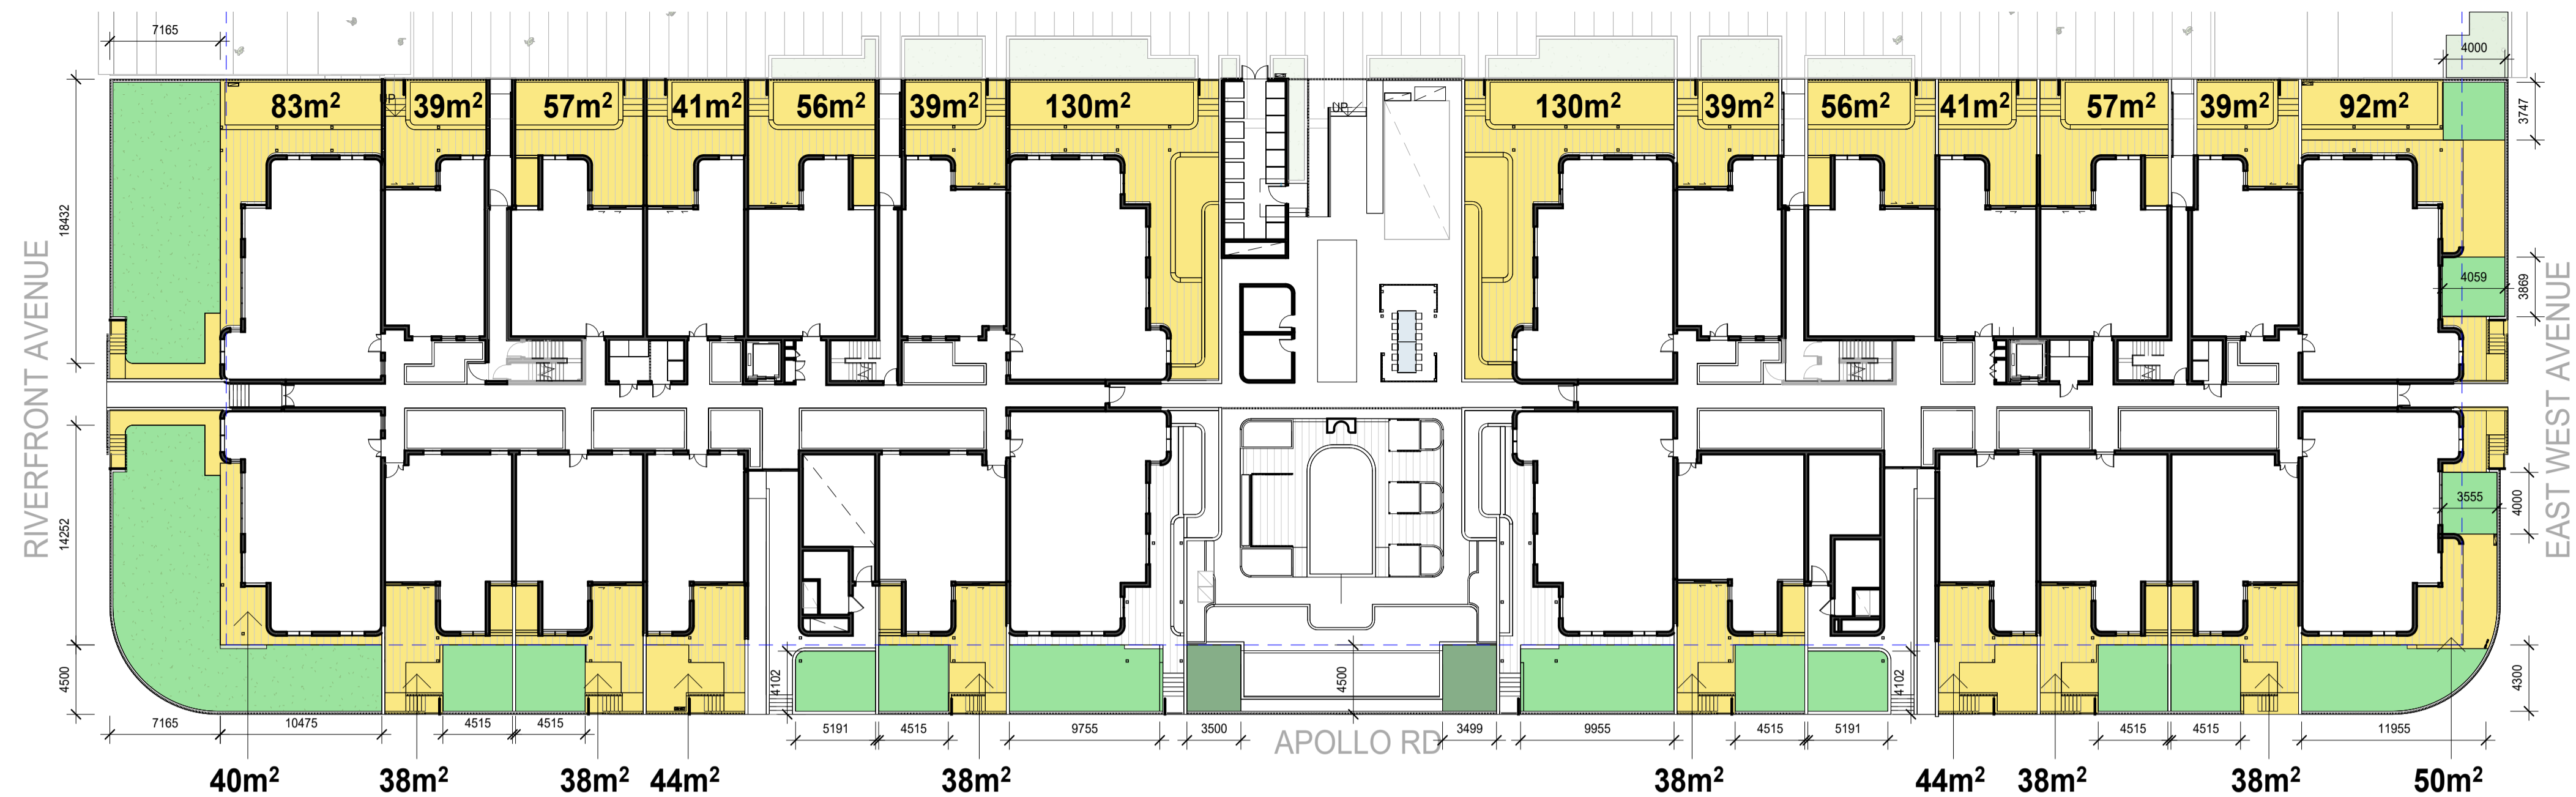 7165
4000
UP
83m²
39m²
57m²
41m²
56m²
39m²
130m²
UP
130m²
39m²
56m²
41m²
57m²
39m²
92m²
3747
18432
RIVERFRONT AVENUE
EAST WEST AVENUE
4059
3869
14252
3555
4000
4500
4102
4500
4102
4300
7165
10475
4515
4515
5191
4515
9755
3500
APOLLO RD
3499
9955
4515
5191
4515
4515
11955
40m²
38m²
38m²
44m²
38m²
38m²
44m²
38m²
38m²
50m²